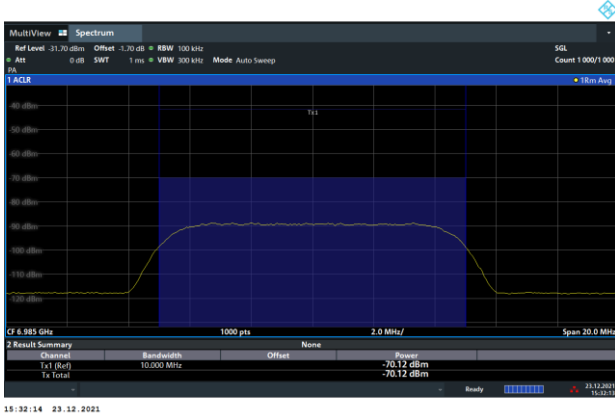 MultiView Spectrum
Ref Level -31.70 dBm Offset -1.70 dB RBW 100 kHz SGL
Att 0 dB SWT 1 ms VBW 300 kHz Mode Auto Sweep Count 1 000/1 000
PA
1 ACLR 1Rm Avg
-40 dBm
Tx1
-50 dBm
-60 dBm
-70 dBm
-80 dBm
-90 dBm
-100 dBm
-110 dBm
-120 dBm
CF 6.985 GHz 1000 pts 2.0 MHz/ Span 20.0 MHz
2 Result Summary None
Channel Bandwidth Offset Power
Tx1 (Ref) 10.000 MHz -70.12 dBm
Tx Total -70.12 dBm
Ready 23.12.2021
15:32:13
15:32:14 23.12.2021